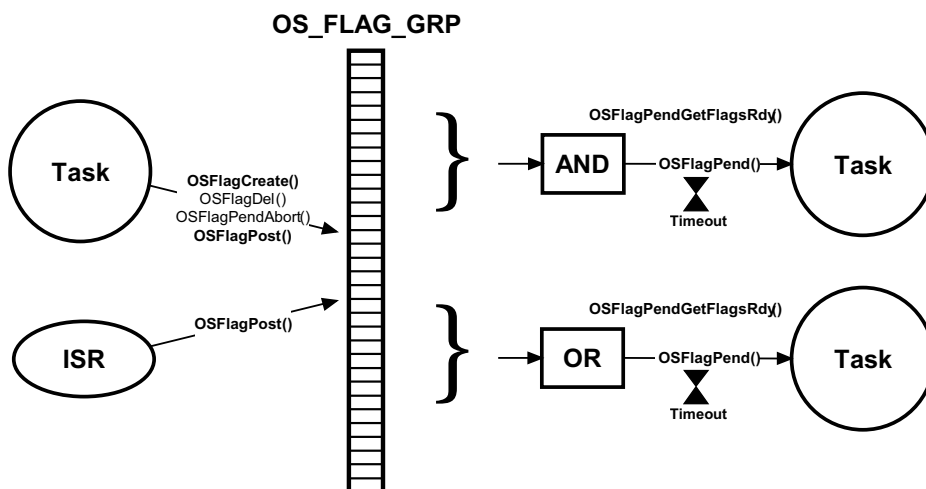 OS_FLAG_GRP
Task
OSFlagCreate()
OSFlagDel()
OSFlagPendAbort()
OSFlagPost()
OSFlagPendGetFlagsRdy()
AND
OSFlagPend()
Timeout
Task
ISR
OSFlagPost()
OSFlagPendGetFlagsRdy()
OR
OSFlagPend()
Timeout
Task